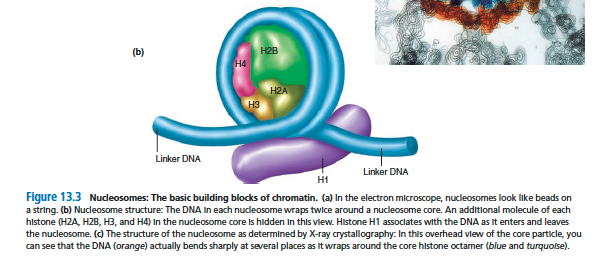 (b)
H2B
H4
H2A
H3
Linker DNA
Linker DNA
H1
Figure 13.3 Nucleosomes: The basic building blocks of chromatin. (a) In the electron microscope, nucleosomes look like beads on
a string. (b) Nucleosome structure: The DNA in each nucleosome wraps twice around a nucleosome core. An additional molecule of each
histone (H2A, H2B, H3, and H4) in the nucleosome core is hidden in this view. Histone H1 associates with the DNA as it enters and leaves
the nucleosome. (c) The structure of the nucleosome as determined by X-ray crystallography: In this overhead view of the core particle, you
can see that the DNA (orange) actually bends sharply at several places as it wraps around the core histone octamer (blue and turquoise).